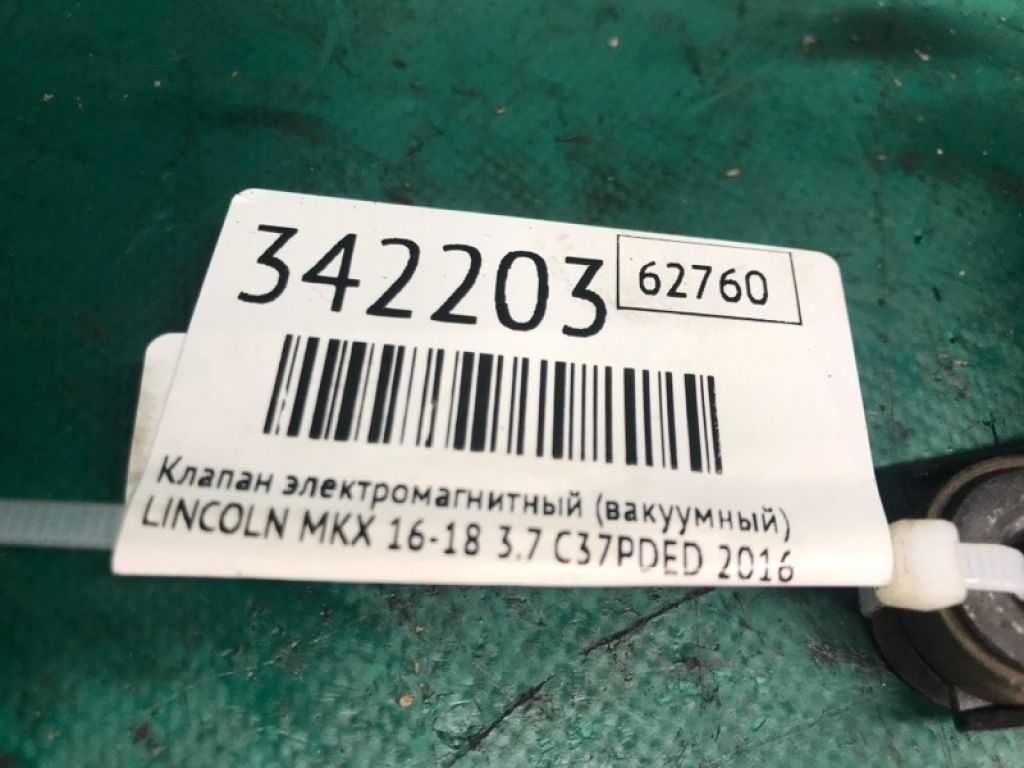 342203
62760
Клапан электромагнитный (вакуумный)
LINCOLN MKX 16-18 3.7 C37PDED 2016